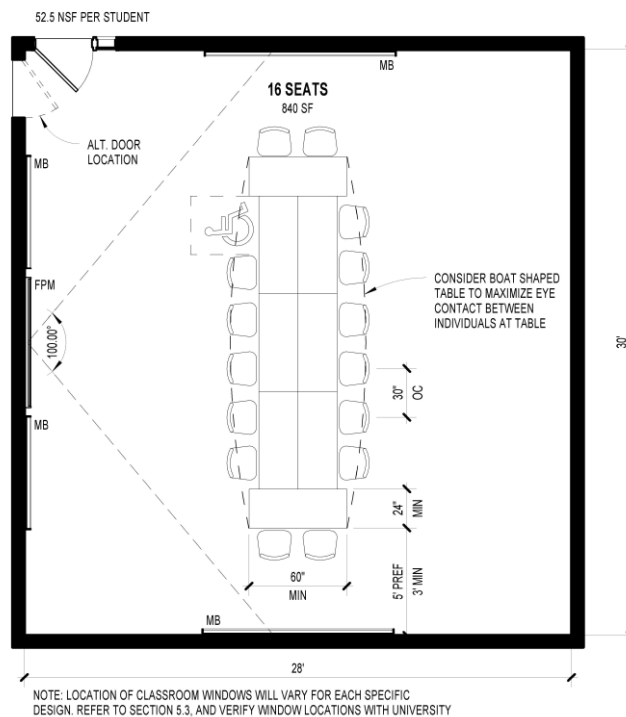 52.5 NSF PER STUDENT
MB
16 SEATS
840 SF
ALT. DOOR
LOCATION
MB
FPM
CONSIDER BOAT SHAPED
TABLE TO MAXIMIZE EYE
CONTACT BETWEEN
INDIVIDUALS AT TABLE
100.00°
30'
30"
OC
MB
24"
MIN
60"
MIN
5' PREF
3' MIN
MB
28'
NOTE: LOCATION OF CLASSROOM WINDOWS WILL VARY FOR EACH SPECIFIC
DESIGN. REFER TO SECTION 5.3, AND VERIFY WINDOW LOCATIONS WITH UNIVERSITY